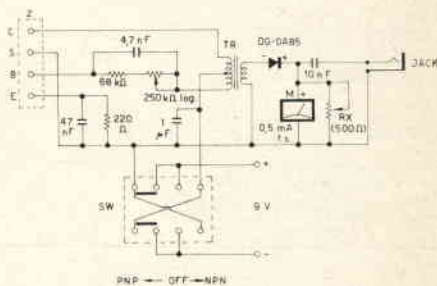 Z
C
S
B
E
4,7 nF
68 kΩ
250 kΩ log.
TR
DG-OA85
10 nF
JACK
47 nF
220 Ω
1 μF
M +
0,5 mA f.s.
RX (500Ω)
SW
+
9 V
-
PNP ← OFF → NPN